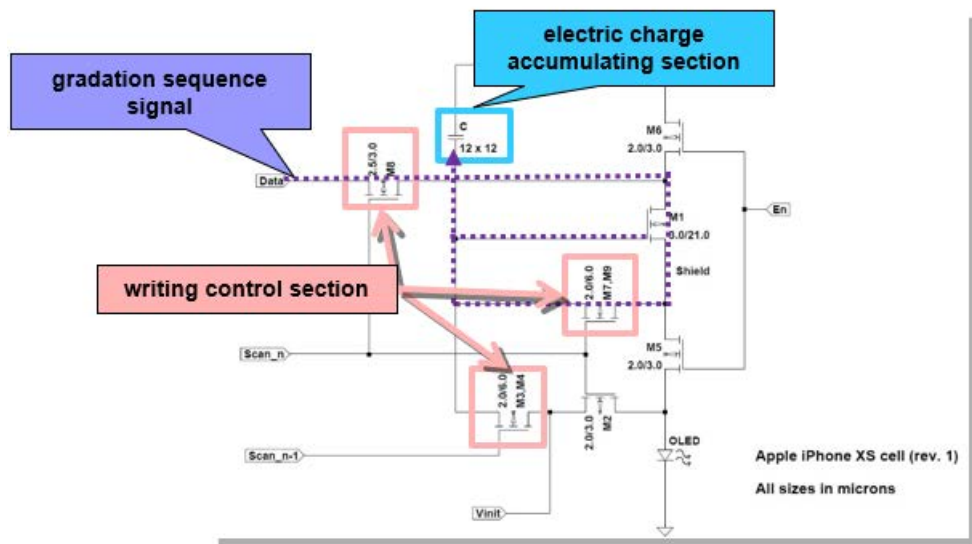 electric charge
accumulating section
gradation sequence
signal
C
12 x 12
M6
2.0/3.0
2.5/3.0
M8
Data
En
M1
0.0/21.0
Shield
writing control section
2.0/6.0
M7,M9
Scan_n
M5
2.0/3.0
2.0/6.0
M3,M4
2.0/3.0
M2
OLED
Scan_n-1
Apple iPhone XS cell (rev. 1)
All sizes in microns
Vinit